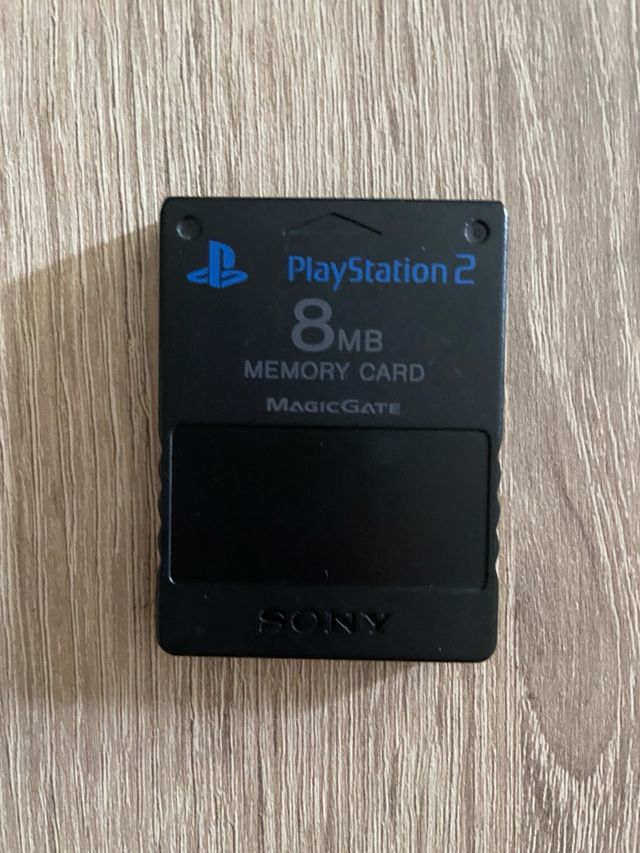 PlayStation 2
8MB
MEMORY CARD
MAGICGATE
SONY